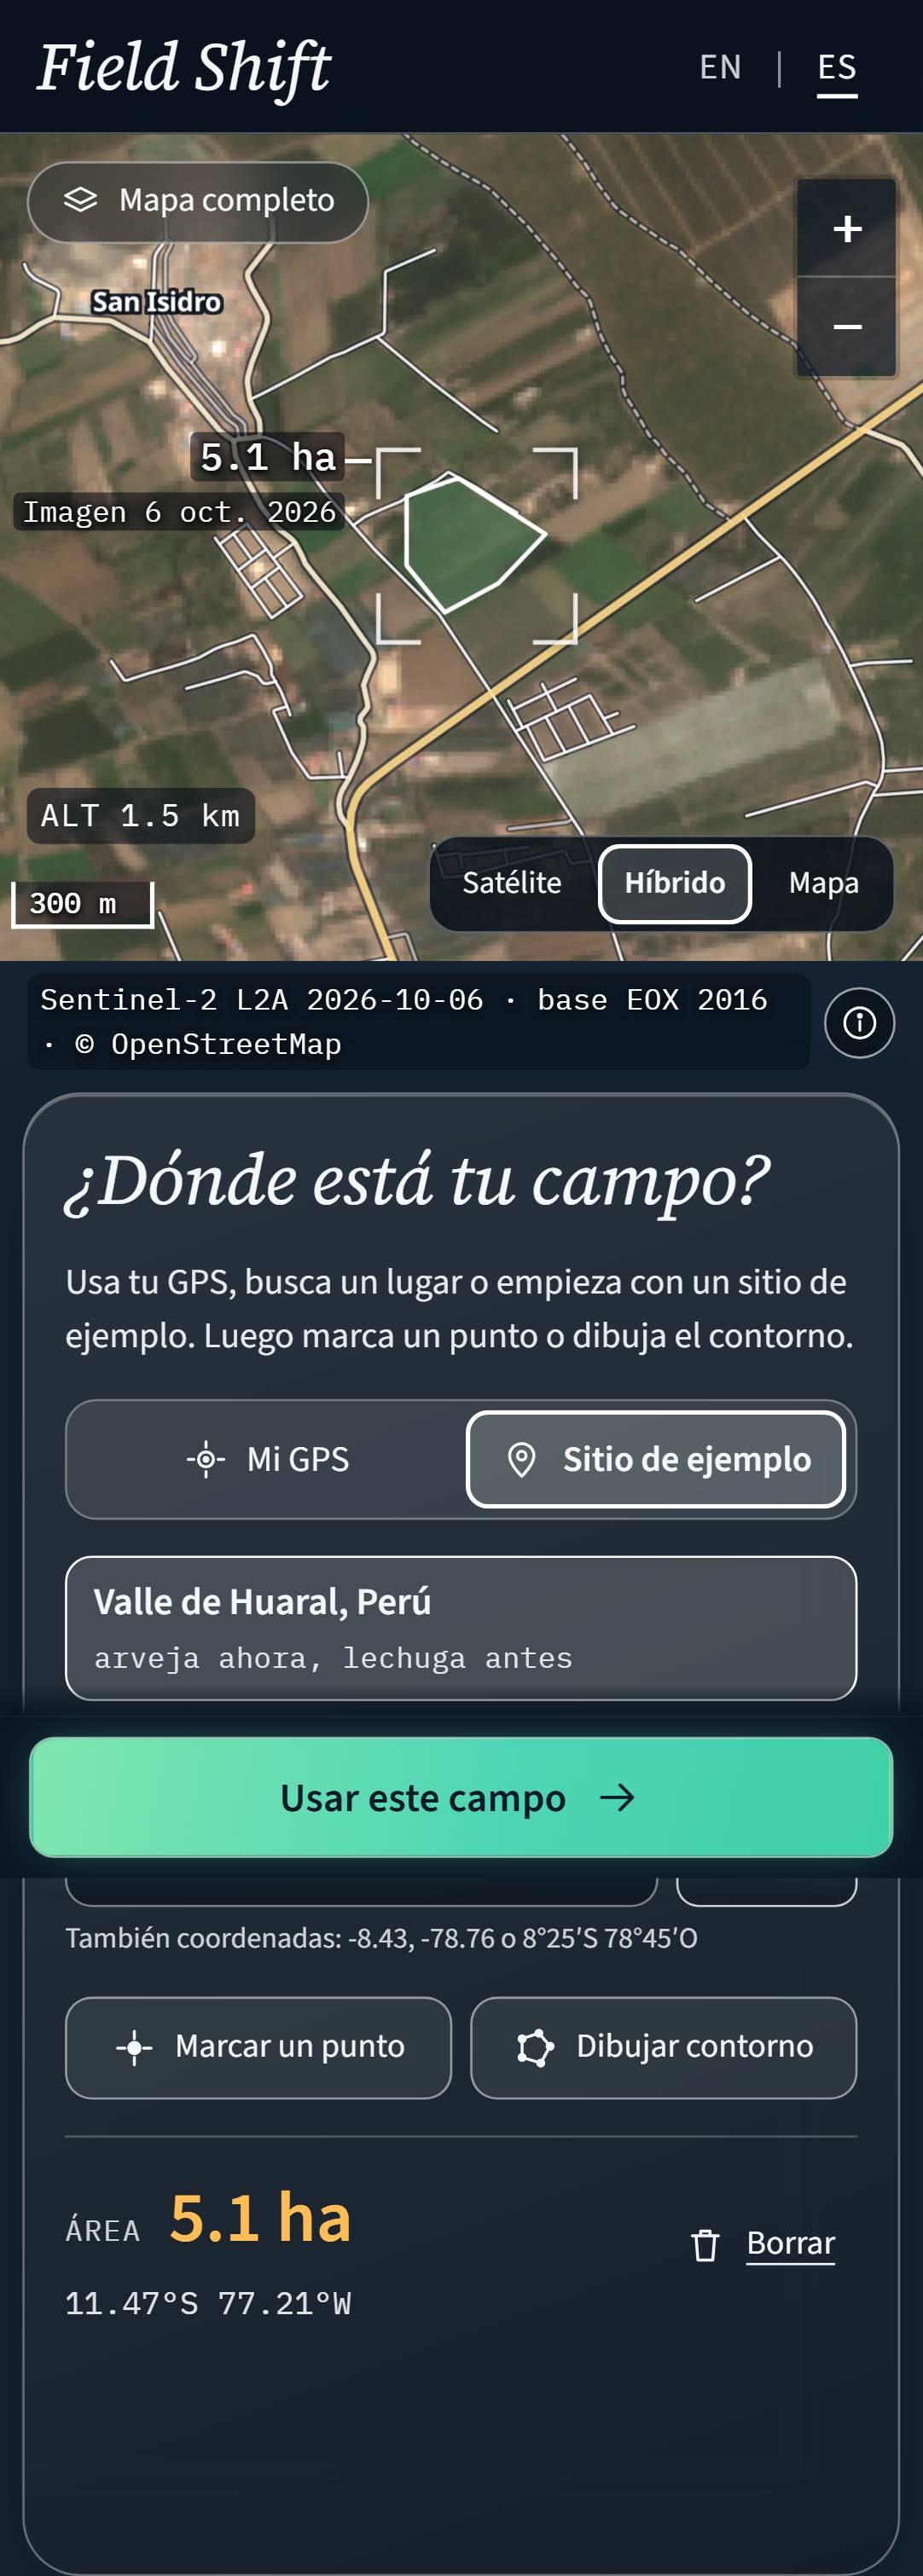 Field Shift
EN | ES
Mapa completo
+
San Isidro
−
5.1 ha
Imagen 6 oct. 2026
ALT 1.5 km
Satélite Híbrido Mapa
300 m
Sentinel-2 L2A 2026-10-06 · base EOX 2016
· © OpenStreetMap
¿Dónde está tu campo?
Usa tu GPS, busca un lugar o empieza con un sitio de
ejemplo. Luego marca un punto o dibuja el contorno.
Mi GPS Sitio de ejemplo
Valle de Huaral, Perú
arveja ahora, lechuga antes
Usar este campo →
También coordenadas: -8.43, -78.76 o 8°25′S 78°45′O
Marcar un punto Dibujar contorno
ÁREA 5.1 ha
Borrar
11.47°S 77.21°W